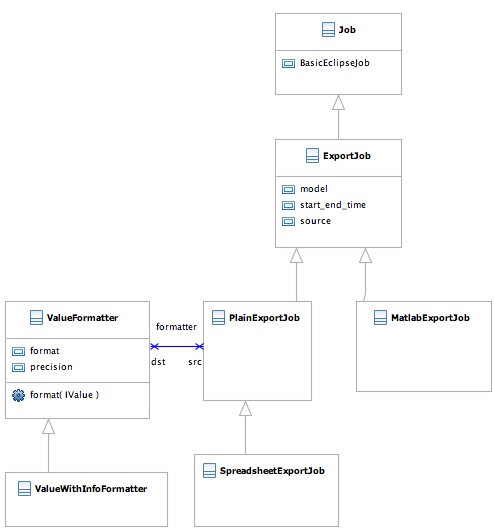 Job
BasicEclipseJob
ExportJob
model
start_end_time
source
ValueFormatter
format
precision
format( IValue )
formatter
dst
src
PlainExportJob
MatlabExportJob
ValueWithInfoFormatter
SpreadsheetExportJob